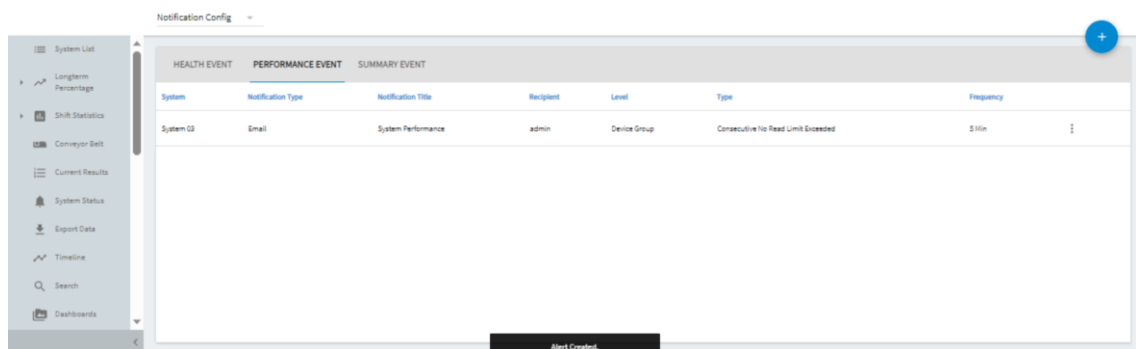 Notification Config
System List
Longterm
Percentage
Shift Statistics
Conveyor Belt
Current Results
System Status
Export Data
Timeline
Search
Dashboards
HEALTH EVENT PERFORMANCE EVENT SUMMARY EVENT
System Notification Type Notification Title Recipient Level Type Frequency
System 03 Email System Performance admin Device Group Consecutive No Read Limit Exceeded 5 Min
Alert Created.